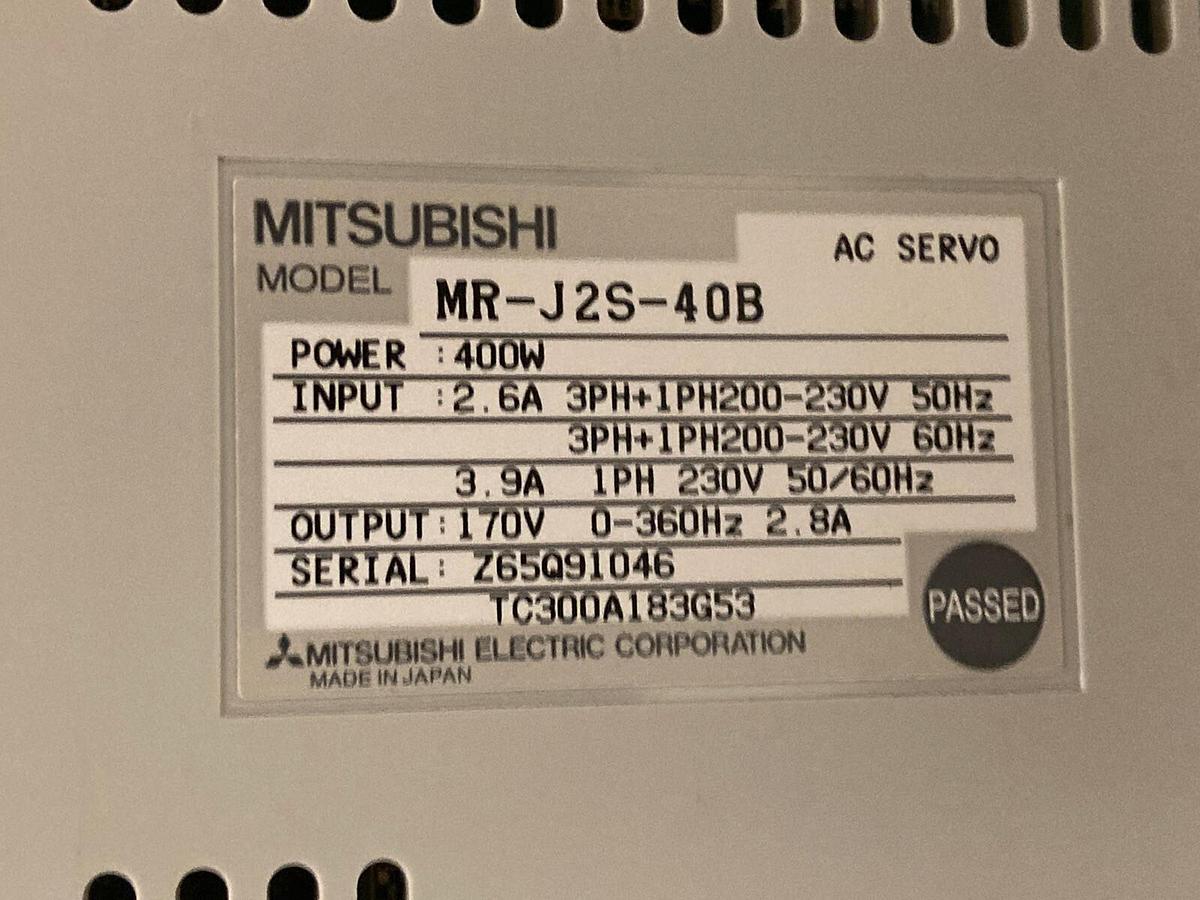 MITSUBISHI
AC SERVO
MODEL MR-J2S-40B
POWER :400W
INPUT :2.6A 3PH+1PH200-230V 50Hz
3PH+1PH200-230V 60Hz
3.9A 1PH 230V 50/60Hz
OUTPUT:170V 0-360Hz 2.8A
SERIAL: Z65Q91046
TC300A183G53
PASSED
MITSUBISHI ELECTRIC CORPORATION
MADE IN JAPAN